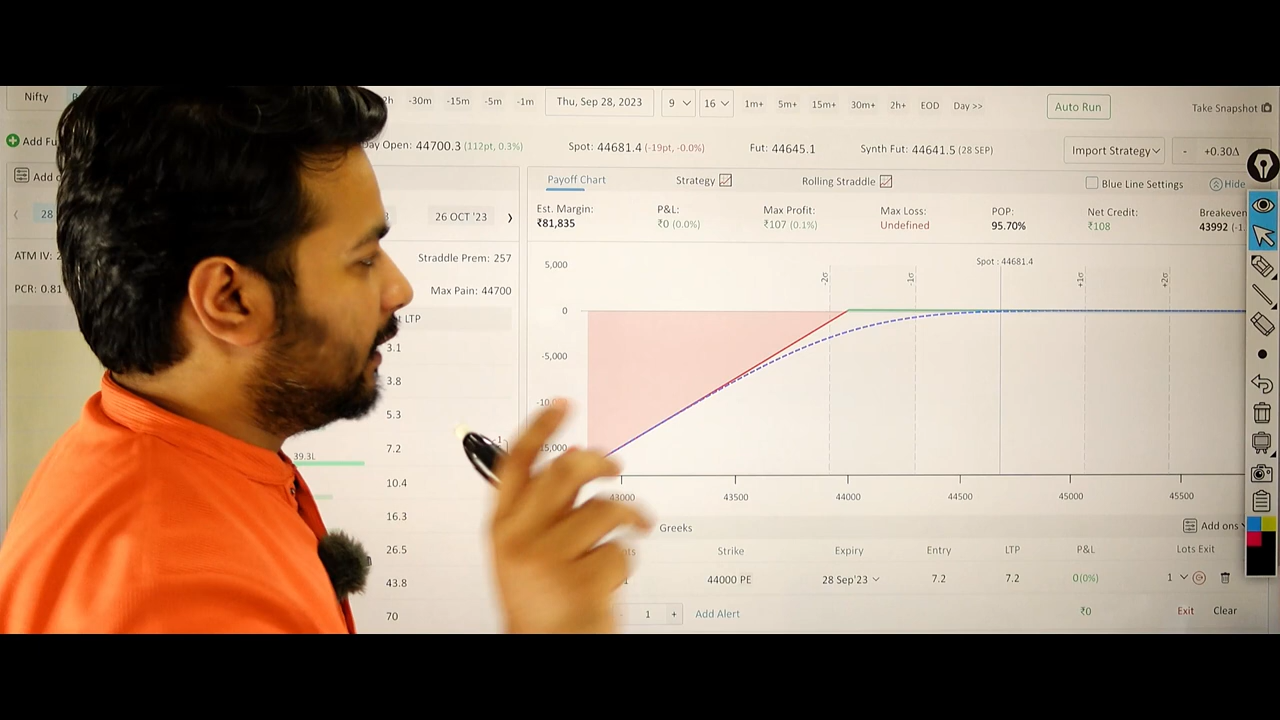 Nifty
-30m -15m -5m -1m Thu, Sep 28, 2023 9 16 1m+ 5m+ 15m+ 30m+ 2h+ EOD Day >> Auto Run Take Snapshot
Add Day Open: 44700.3 (112pt, 0.3%) Spot: 44681.4 (-19pt, -0.0%) Fut: 44645.1 Synth Fut: 44641.5 (28 SEP) Import Strategy - +0.30Δ
Add Payoff Chart Strategy Rolling Straddle Blue Line Settings Hide
28 26 OCT '23 Est. Margin: P&L: Max Profit: Max Loss: POP: Net Credit:
₹81,835 ₹0 (0.0%) ₹107 (0.1%) Undefined 95.70% ₹108 43992
ATM IV: Straddle Prem: 257
PCR: 0.81 Max Pain: 44700
LTP
3.1
3.8
5.3
7.2
39.3L
10.4
16.3
26.5
43.8
70
Spot : 44681.4
-2σ -1σ +1σ +2σ
5,000
0
-5,000
43000 43500 44000 44500 45000 45500
Greeks Add ons
Strike Expiry Entry LTP P&L Lots Exit
44000 PE 28 Sep'23 7.2 7.2 0(0%) 1
1 + Add Alert ₹0 Exit Clear